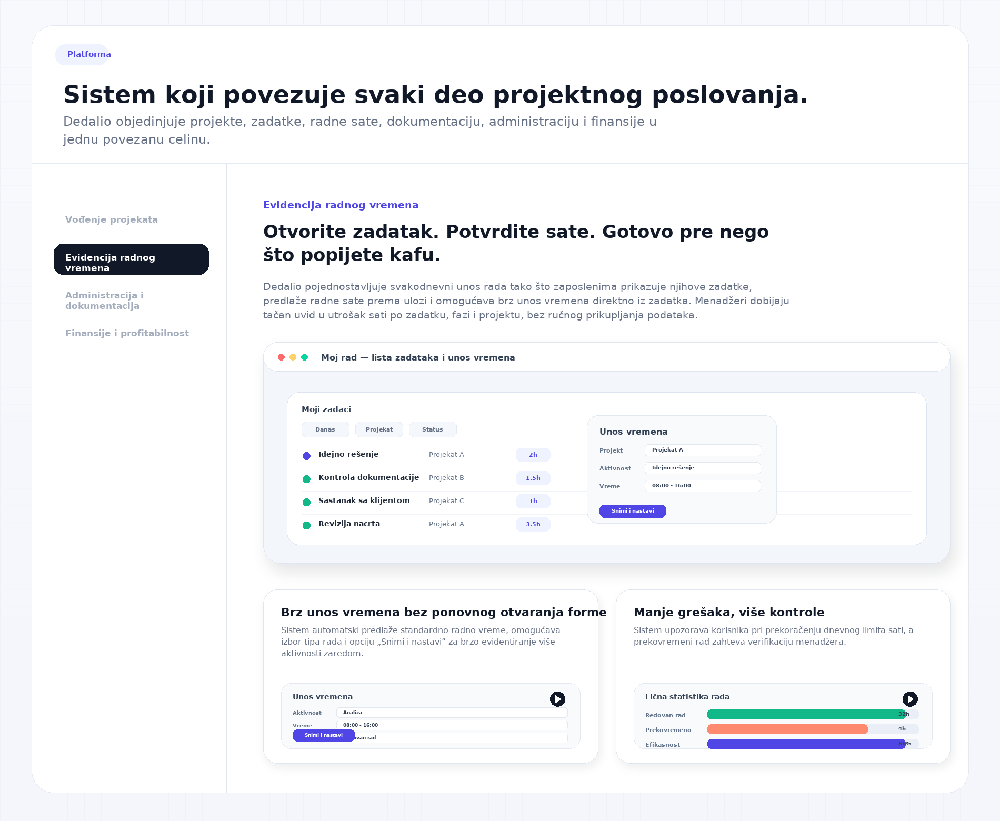 Platforma
Sistem koji povezuje svaki deo projektnog poslovanja.
Dedalio objedinjuje projekte, zadatke, radne sate, dokumentaciju, administraciju i finansije u
jednu povezanu celinu.
Vođenje projekata
Evidencija radnog
vremena
Administracija i
dokumentacija
Finansije i profitabilnost
Evidencija radnog vremena
Otvorite zadatak. Potvrdite sate. Gotovo pre nego
što popijete kafu.
Dedalio pojednostavljuje svakodnevni unos rada tako što zaposlenima prikazuje njihove zadatke,
predlaže radne sate prema ulozi i omogućava brz unos vremena direktno iz zadatka. Menadžeri dobijaju
tačan uvid u utrošak sati po zadatku, fazi i projektu, bez ručnog prikupljanja podataka.
Moj rad — lista zadataka i unos vremena
Moji zadaci
Danas Projekat Status
Idejno rešenje Projekat A 2h
Kontrola dokumentacije Projekat B 1.5h
Sastanak sa klijentom Projekat C 1h
Revizija nacrta Projekat A 3.5h
Unos vremena
Projekt Projekat A
Aktivnost Idejno rešenje
Vreme 08:00 - 16:00
Snimi i nastavi
Brz unos vremena bez ponovnog otvaranja forme
Sistem automatski predlaže standardno radno vreme, omogućava
izbor tipa rada i opciju „Snimi i nastavi” za brzo evidentiranje više
aktivnosti zaredom.
Unos vremena
Aktivnost Analiza
Vreme 08:00 - 16:00
Snimi i nastavi rad
Manje grešaka, više kontrole
Sistem upozorava korisnika pri prekoračenju dnevnog limita sati, a
prekovremeni rad zahteva verifikaciju menadžera.
Lična statistika rada
Redovan rad 32h
Prekovremeno 4h
Efikasnost